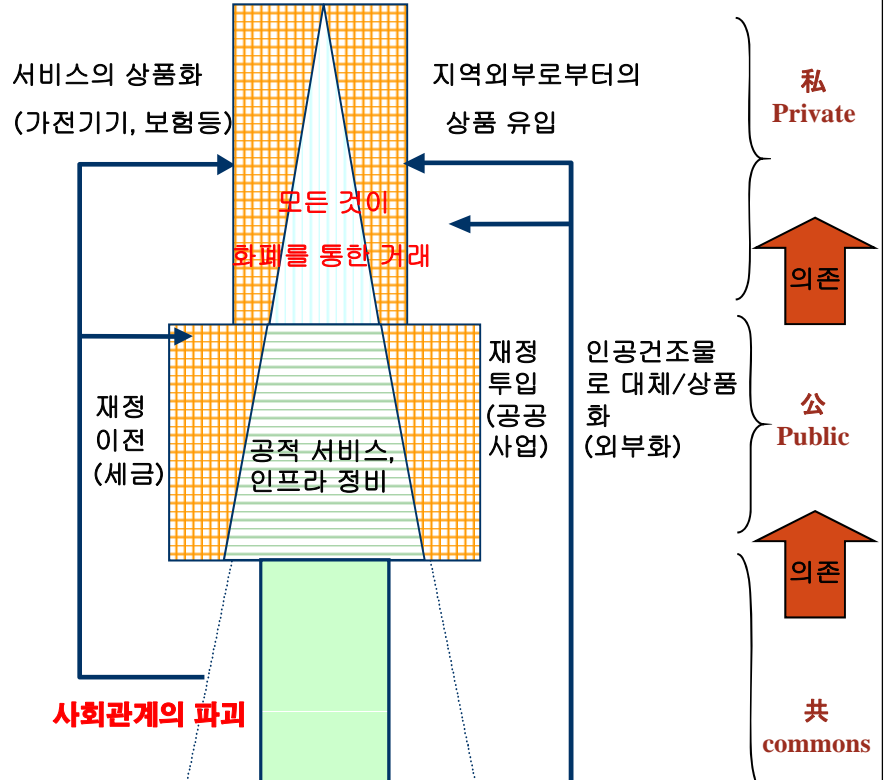 서비스의 상품화
(가전기기, 보험등)
지역외부로부터의
상품 유입
私
Private
모든 것이
화폐를 통한 거래
의존
재정
이전
(세금)
공적 서비스,
인프라 정비
재정
투입
(공공
사업)
인공건조물
로 대체/상품
화
(외부화)
公
Public
의존
사회관계의 파괴
共
commons